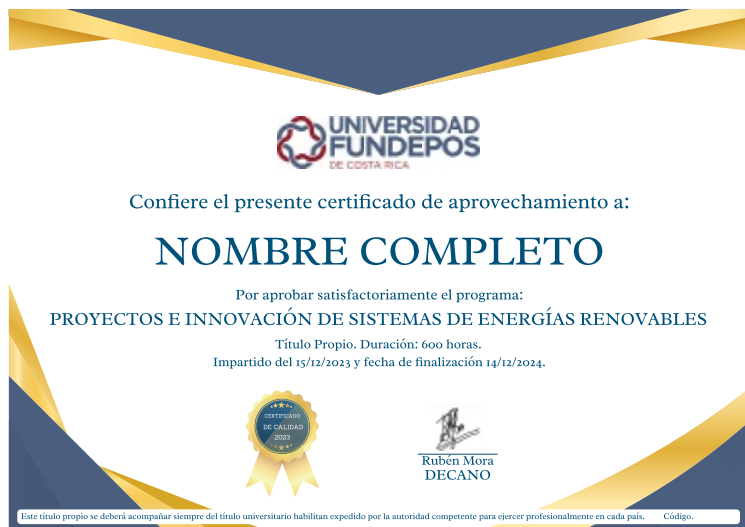 UNIVERSIDAD
FUNDEPOS
DE COSTA RICA
Confiere el presente certificado de aprovechamiento a:
NOMBRE COMPLETO
Por aprobar satisfactoriamente el programa:
PROYECTOS E INNOVACIÓN DE SISTEMAS DE ENERGÍAS RENOVABLES
Título Propio. Duración: 600 horas.
Impartido del 15/12/2023 y fecha de finalización 14/12/2024.
CERTIFICADO
DE CALIDAD
2023
Rubén Mora
DECANO
Este título propio se deberá acompañar siempre del título universitario habilitan expedido por la autoridad competente para ejercer profesionalmente en cada país. Código.